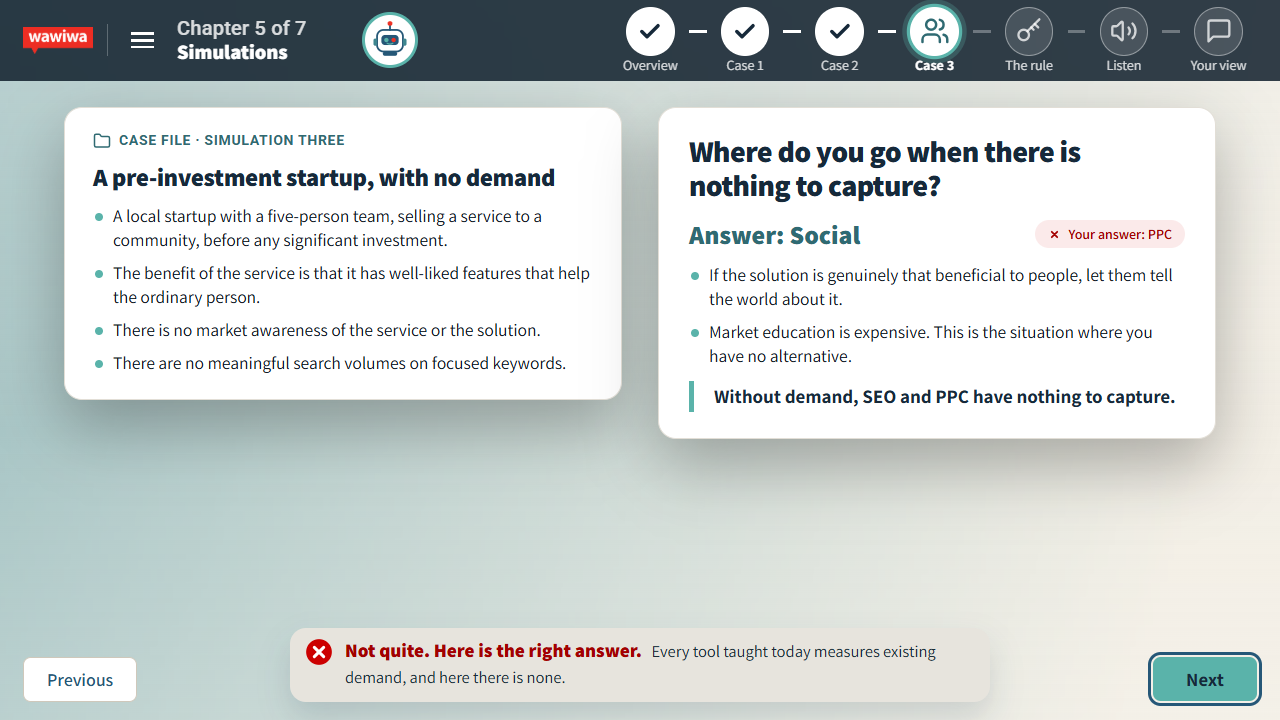 wawiwa
Chapter 5 of 7
Simulations
Overview
Case 1
Case 2
Case 3
The rule
Listen
Your view
CASE FILE · SIMULATION THREE
A pre-investment startup, with no demand
A local startup with a five-person team, selling a service to a
community, before any significant investment.
The benefit of the service is that it has well-liked features that help
the ordinary person.
There is no market awareness of the service or the solution.
There are no meaningful search volumes on focused keywords.
Where do you go when there is
nothing to capture?
Answer: Social
Your answer: PPC
If the solution is genuinely that beneficial to people, let them tell
the world about it.
Market education is expensive. This is the situation where you
have no alternative.
Without demand, SEO and PPC have nothing to capture.
Not quite. Here is the right answer. Every tool taught today measures existing
demand, and here there is none.
Previous
Next